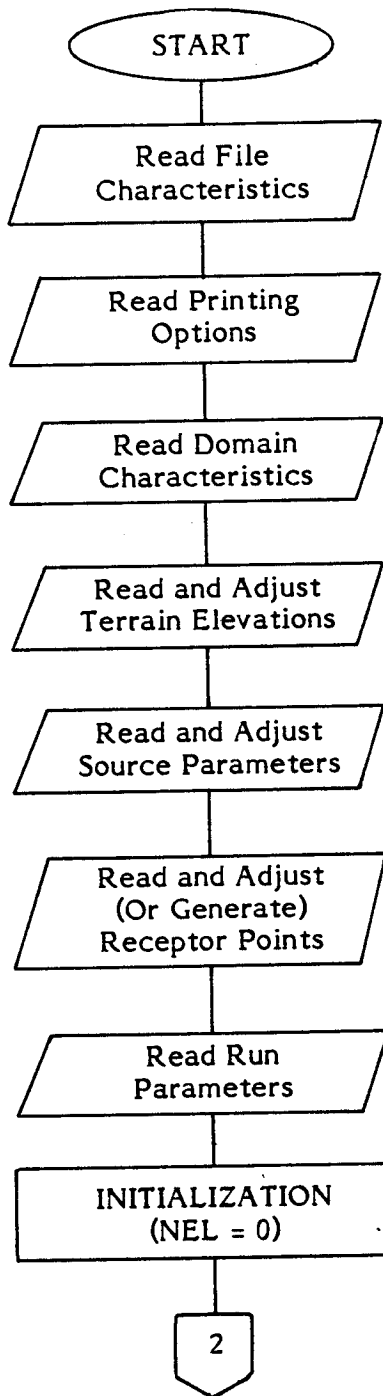 START
Read File
Characteristics
Read Printing
Options
Read Domain
Characteristics
Read and Adjust
Terrain Elevations
Read and Adjust
Source Parameters
Read and Adjust
(Or Generate)
Receptor Points
Read Run
Parameters
INITIALIZATION
(NEL = 0)
2